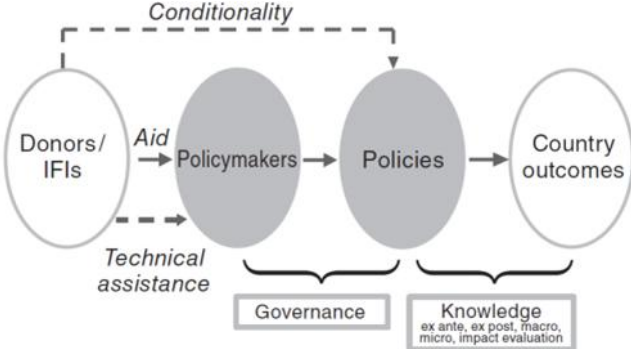 Conditionality
Donors/
IFIs
Aid
Policymakers
Policies
Country
outcomes
Technical
assistance
Governance
Knowledge
ex ante, ex post, macro,
micro, impact evaluation